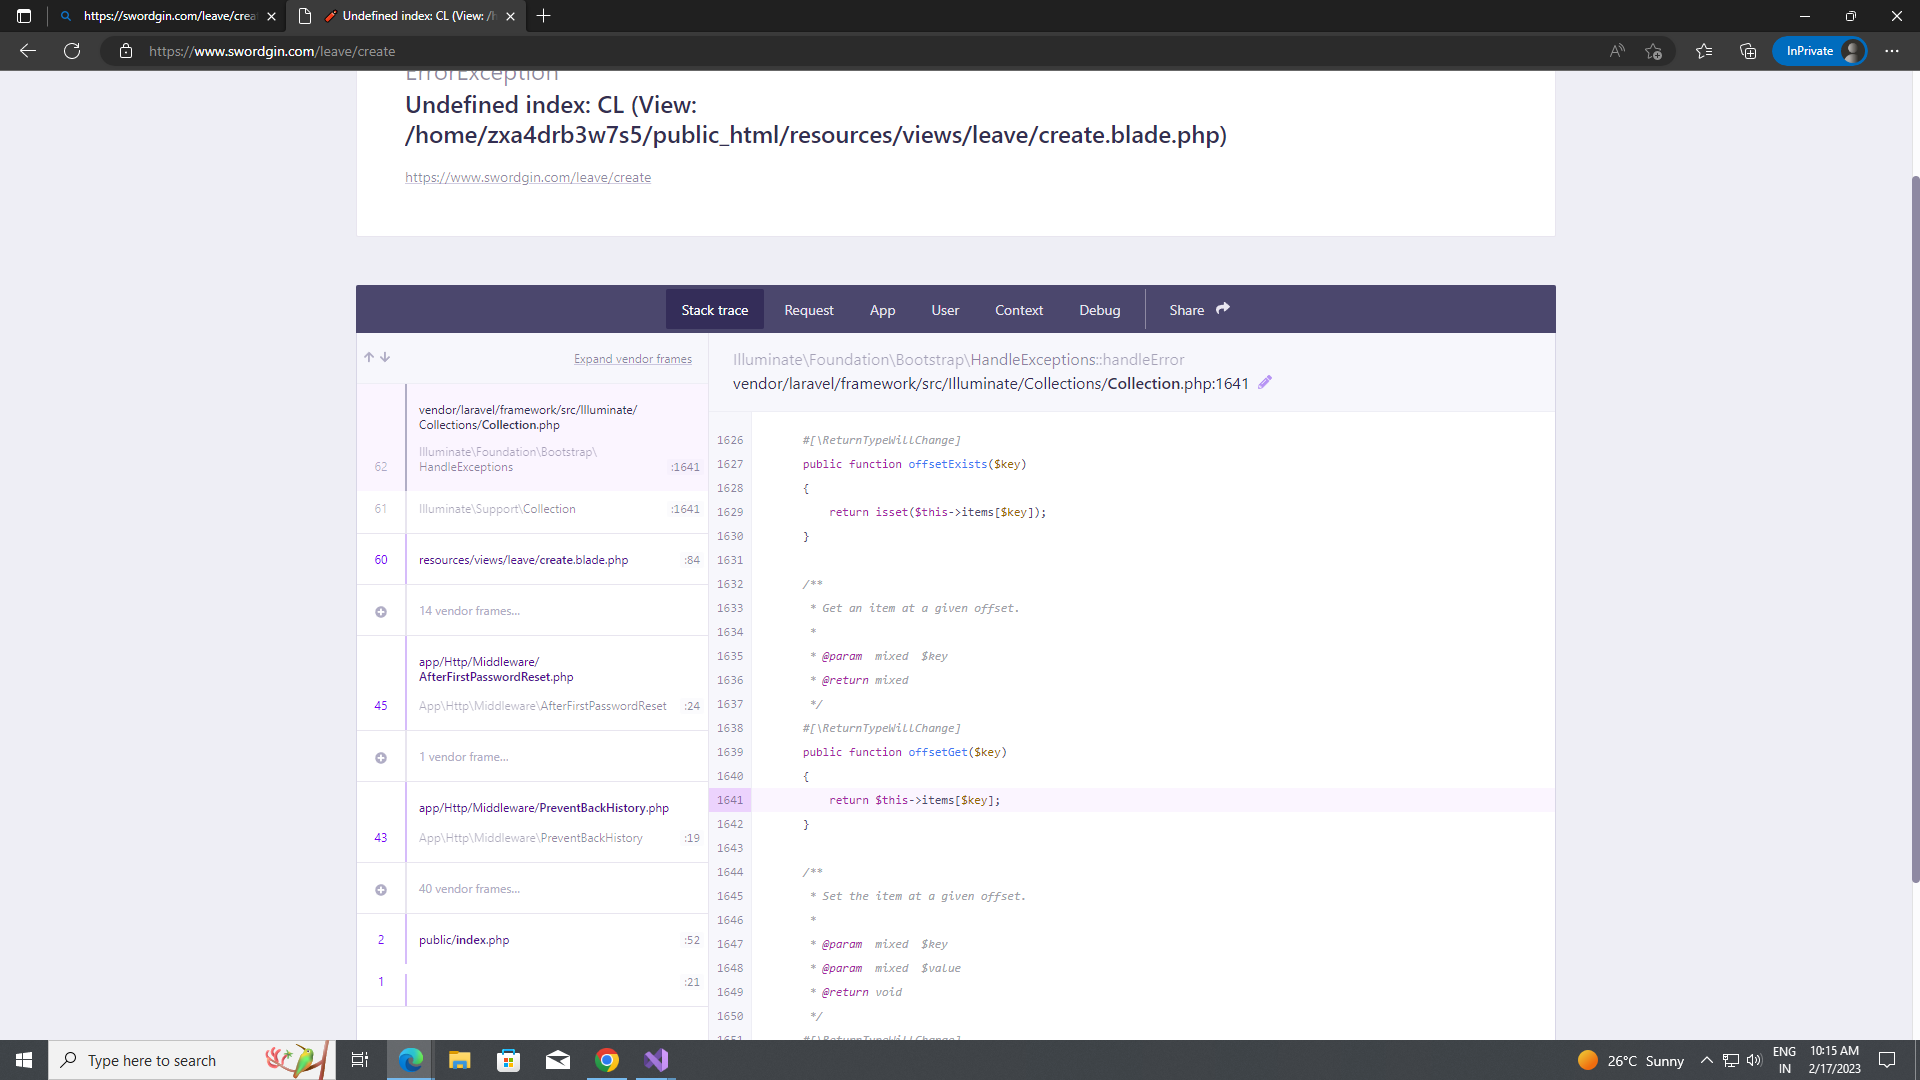 https://swordgin.com/leave/crea
Undefined index: CL (View: /h
https://www.swordgin.com/leave/create
InPrivate
ErrorException
Undefined index: CL (View:
/home/zxa4drb3w7s5/public_html/resources/views/leave/create.blade.php)
https://www.swordgin.com/leave/create
Stack trace
Request
App
User
Context
Debug
Share
Expand vendor frames
vendor/laravel/framework/src/Illuminate/
Collections/Collection.php
Illuminate\Foundation\Bootstrap\
62 HandleExceptions :1641
61 Illuminate\Support\Collection :1641
60 resources/views/leave/create.blade.php :84
14 vendor frames...
app/Http/Middleware/
AfterFirstPasswordReset.php
45 App\Http\Middleware\AfterFirstPasswordReset :24
1 vendor frame...
app/Http/Middleware/PreventBackHistory.php
43 App\Http\Middleware\PreventBackHistory :19
40 vendor frames...
2 public/index.php :52
1 :21
Illuminate\Foundation\Bootstrap\HandleExceptions::handleError
vendor/laravel/framework/src/Illuminate/Collections/Collection.php:1641
1626 #[\ReturnTypeWillChange]
1627 public function offsetExists($key)
1628 {
1629 return isset($this->items[$key]);
1630 }
1631
1632 /**
1633 * Get an item at a given offset.
1634 *
1635 * @param mixed $key
1636 * @return mixed
1637 */
1638 #[\ReturnTypeWillChange]
1639 public function offsetGet($key)
1640 {
1641 return $this->items[$key];
1642 }
1643
1644 /**
1645 * Set the item at a given offset.
1646 *
1647 * @param mixed $key
1648 * @param mixed $value
1649 * @return void
1650 */
1651 #[\ReturnTypeWillChange]
Type here to search
26°C Sunny
ENG
IN
10:15 AM
2/17/2023